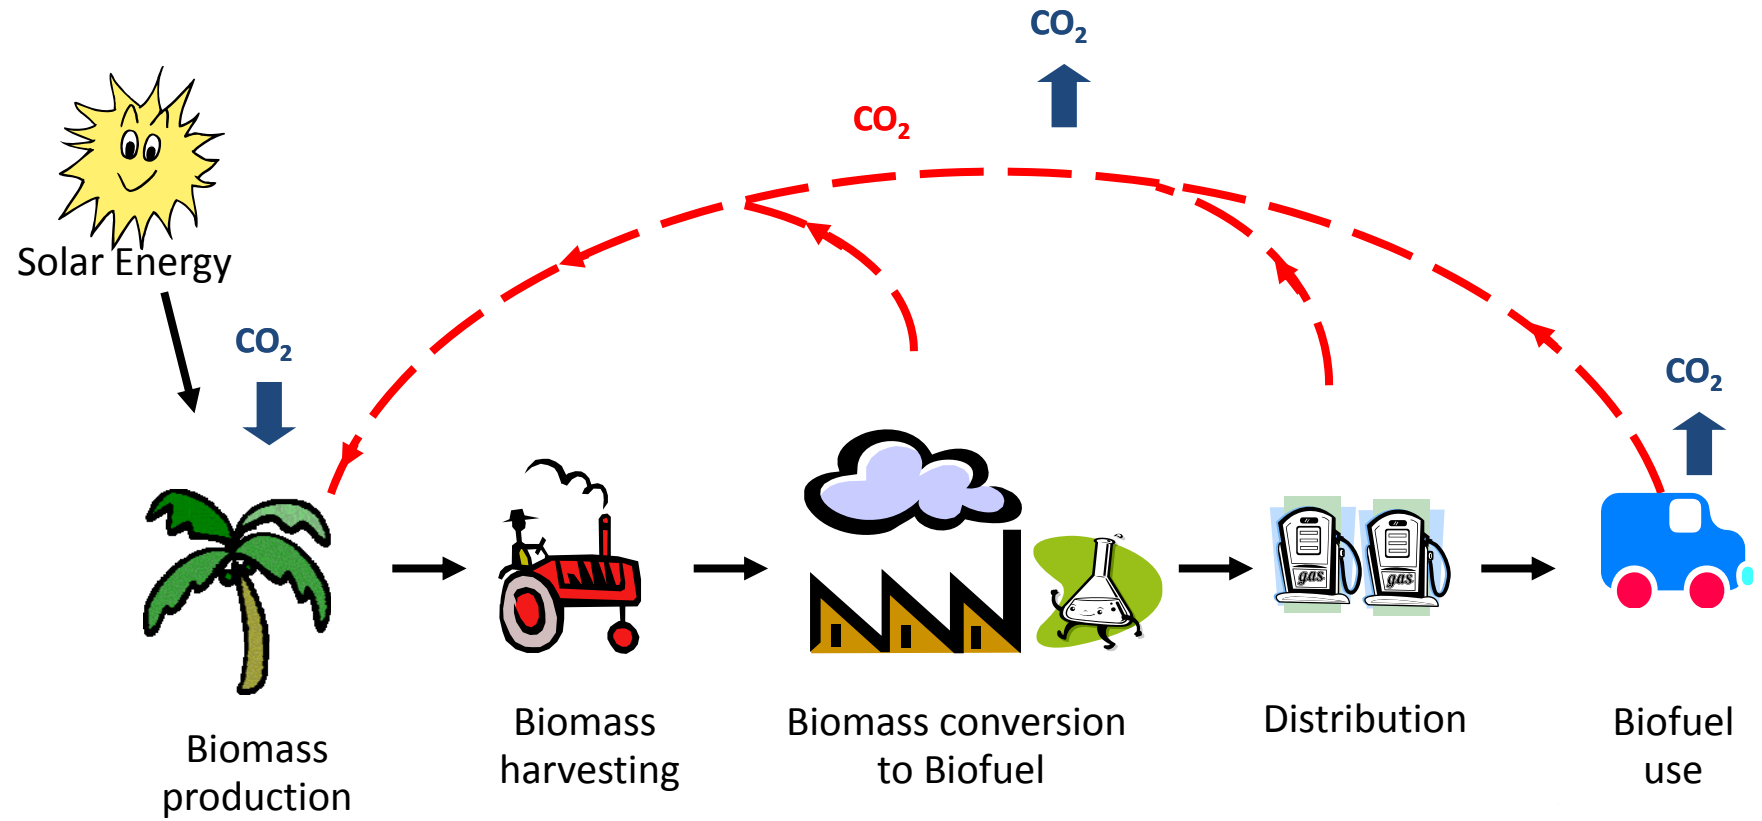 CO₂
CO₂
Solar Energy
CO₂
CO₂
gas
gas
Biomass
production
Biomass
harvesting
Biomass conversion
to Biofuel
Distribution
Biofuel
use